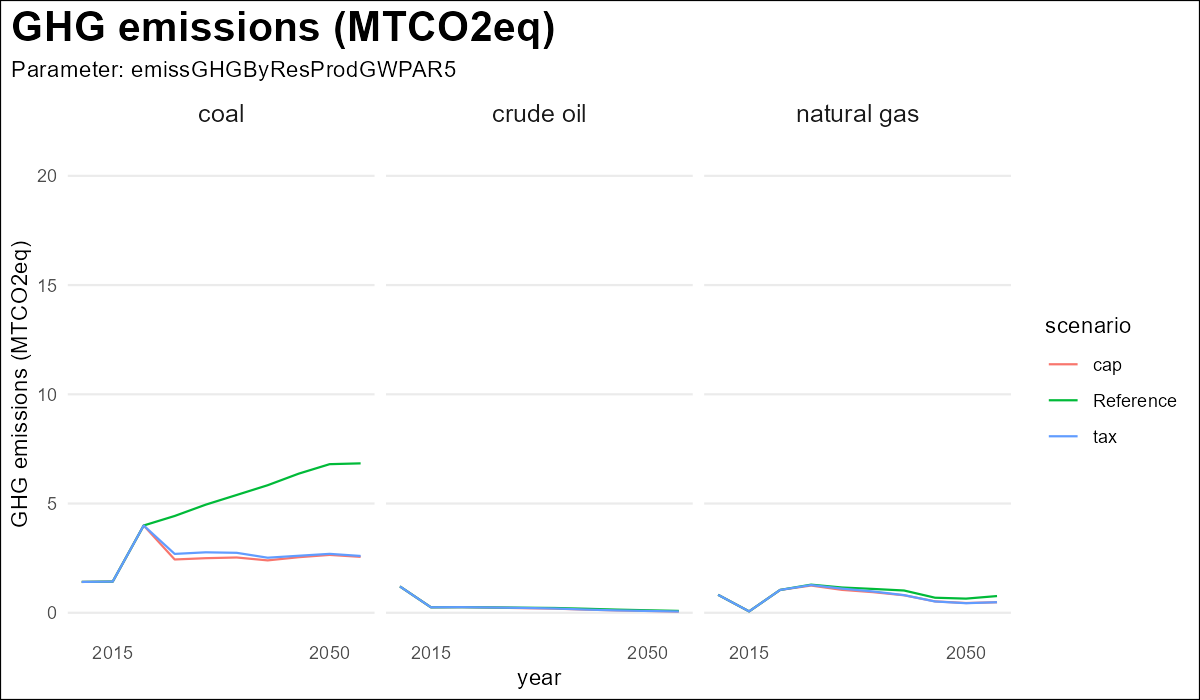 GHG emissions (MTCO2eq)
Parameter: emissGHGByResProdGWPAR5
coal
crude oil
natural gas
GHG emissions (MTCO2eq)
20
15
10
5
0
2015
2050
2015
2050
2015
2050
year
scenario
cap
Reference
tax